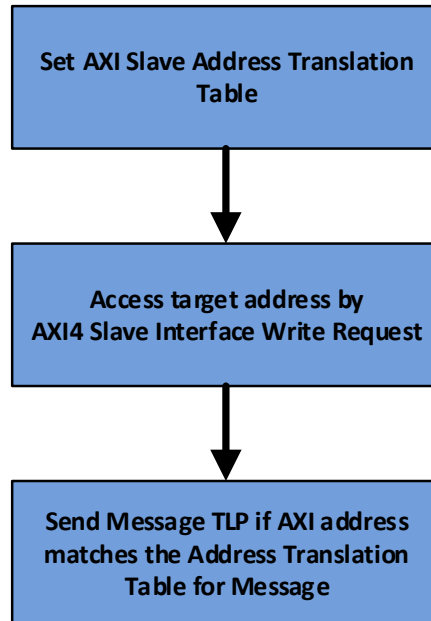 Set AXI Slave Address Translation
Table
Access target address by
AXI4 Slave Interface Write Request
Send Message TLP if AXI address
matches the Address Translation
Table for Message